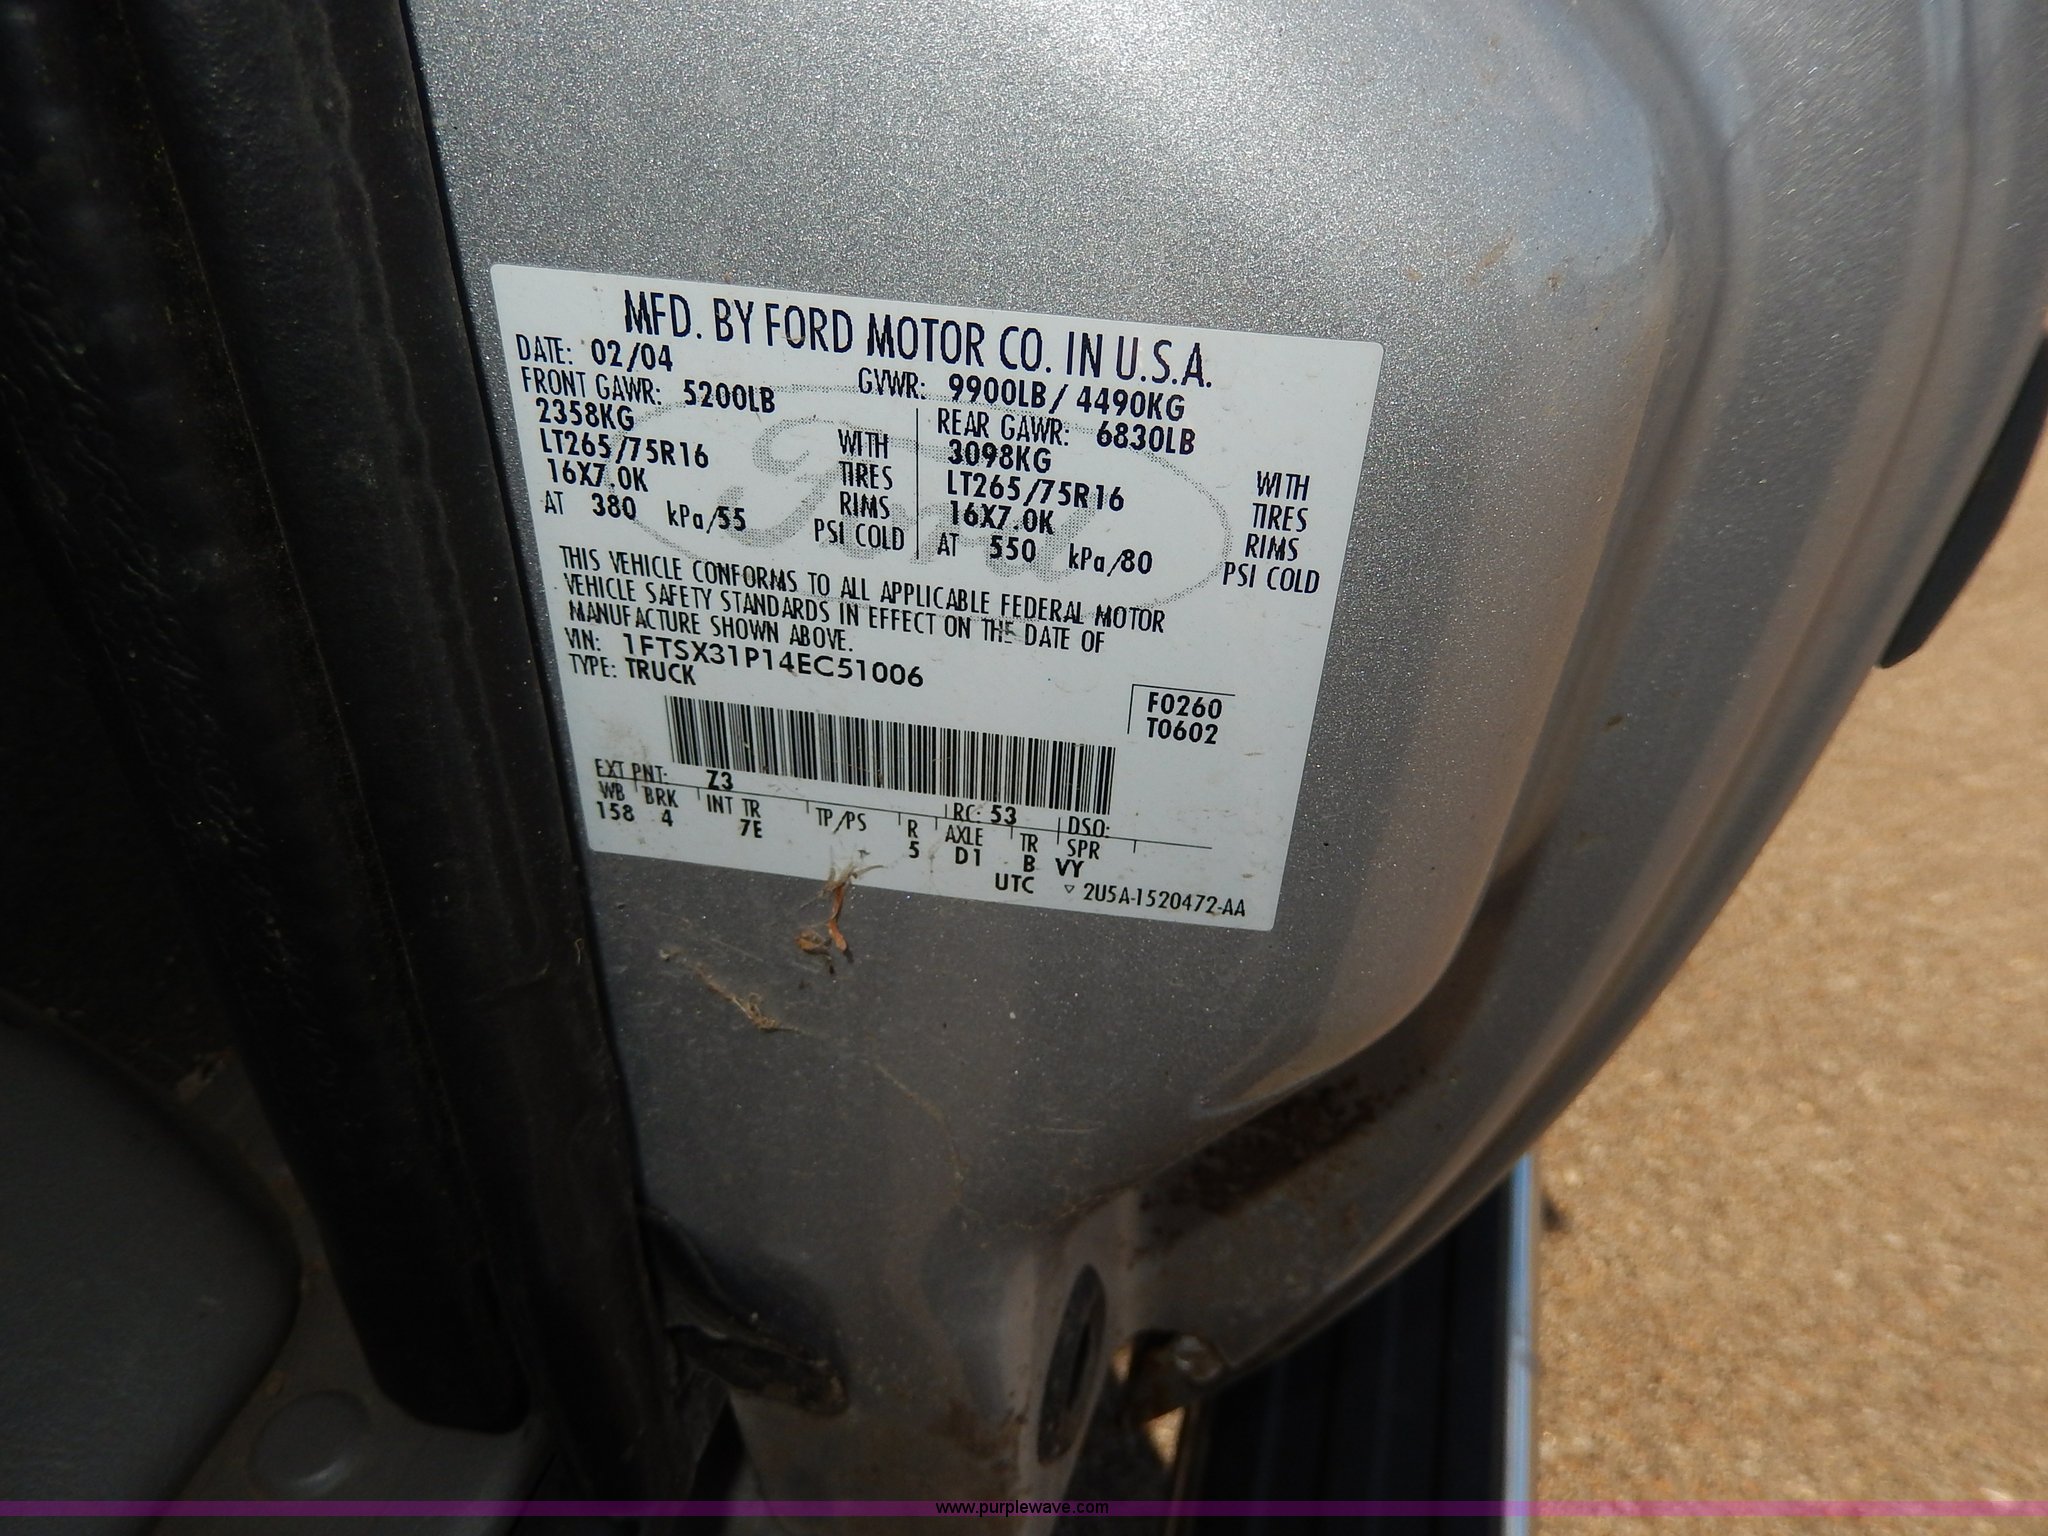 MFD. BY FORD MOTOR CO. IN U.S.A.
DATE: 02/04 GVWR: 9900LB/ 4490KG
FRONT GAWR: 5200LB REAR GAWR: 6830LB
2358KG 3098KG
LT265/75R16 WITH TIRES LT265/75R16 WITH TIRES
16X7.0K RIMS 16X7.0K RIMS
AT 380 kPa/55 PSI COLD AT 550 kPa/80 PSI COLD
Ford
THIS VEHICLE CONFORMS TO ALL APPLICABLE FEDERAL MOTOR
VEHICLE SAFETY STANDARDS IN EFFECT ON THE DATE OF
MANUFACTURE SHOWN ABOVE.
VIN: 1FTSX31P14EC51006
TYPE: TRUCK
F0260
T0602
EXT PNT: Z3 RC: 53 DSO:
WB BRK INT TR TP/PS R AXLE TR SPR
158 4 7E 5 D1 B VY
UTC ▽ 2U5A-1520472-AA
www.purplewave.com